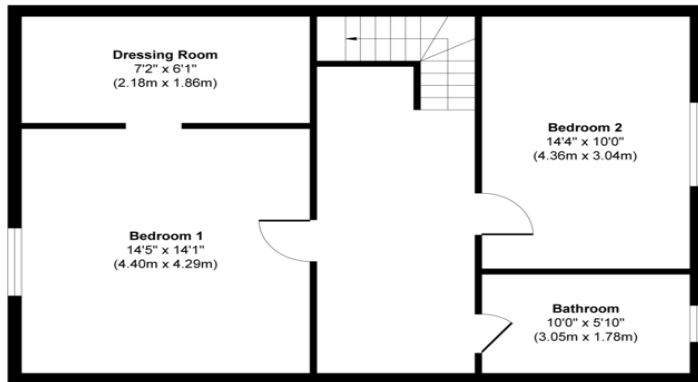 Dressing Room
7'2" x 6'1"
(2.18m x 1.86m)
Bedroom 2
14'4" x 10'0"
(4.36m x 3.04m)
Bedroom 1
14'5" x 14'1"
(4.40m x 4.29m)
Bathroom
10'0" x 5'10"
(3.05m x 1.78m)